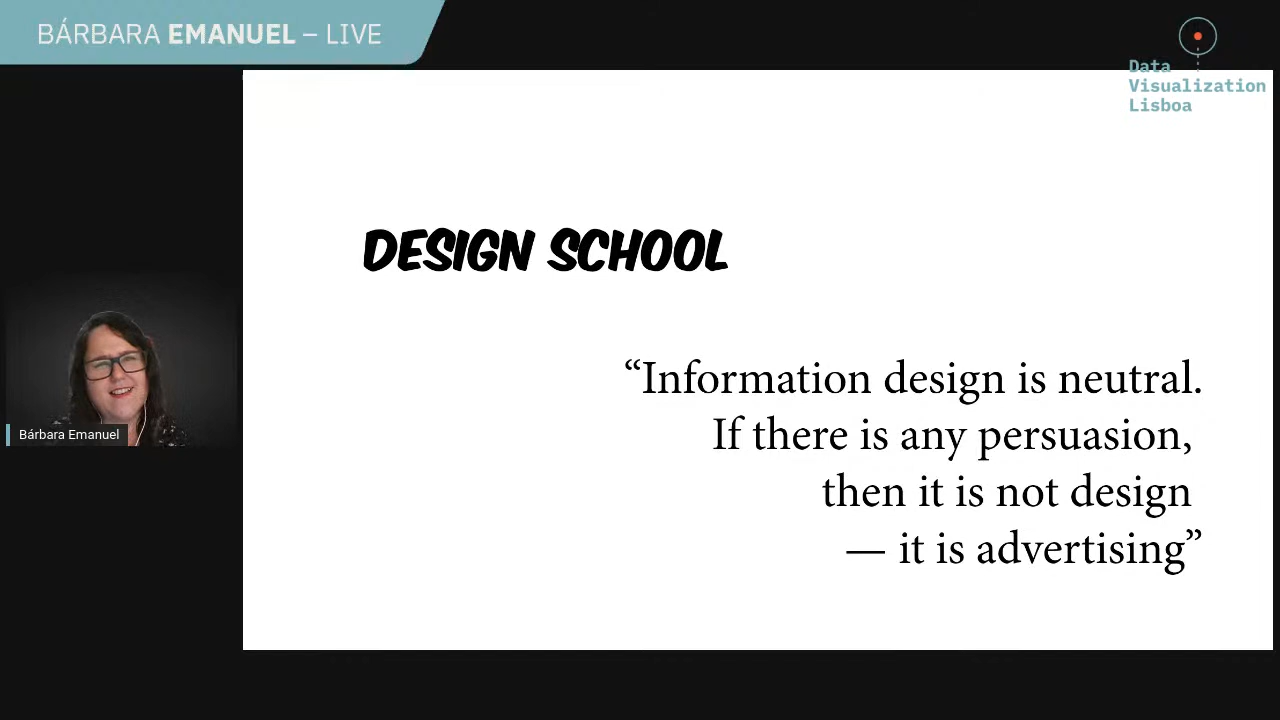 BÁRBARA EMANUEL – LIVE
Data
Visualization
Lisboa
DESIGN SCHOOL
“Information design is neutral.
If there is any persuasion,
then it is not design
— it is advertising”
Bárbara Emanuel